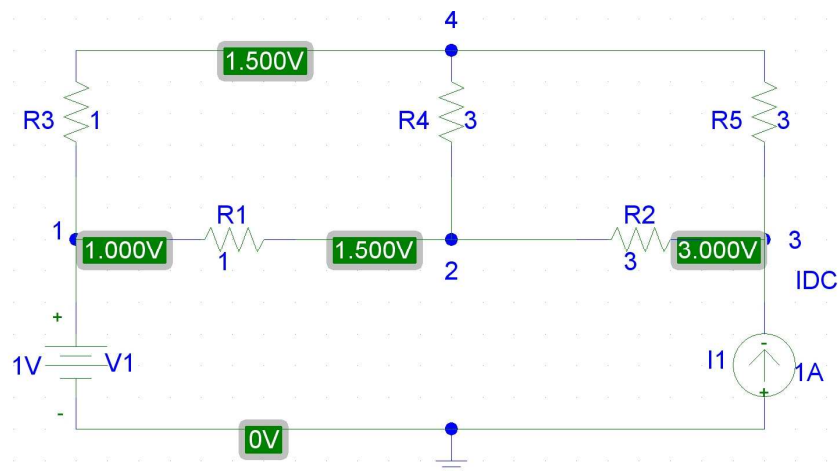 4
1.500V
R3 1
R4 3
R5 3
R1
R2
1
1.000V
1.500V
3.000V
3
1
3
2
IDC
+
1V
V1
I1
-
+
1A
-
0V